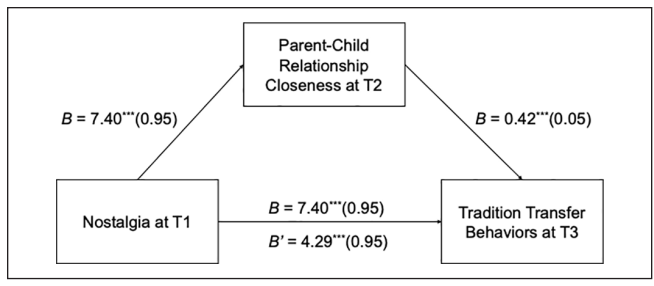 Parent-Child
Relationship
Closeness at T2
B = 7.40***(0.95)
B = 0.42***(0.05)
Nostalgia at T1
B = 7.40***(0.95)
B′ = 4.29***(0.95)
Tradition Transfer
Behaviors at T3